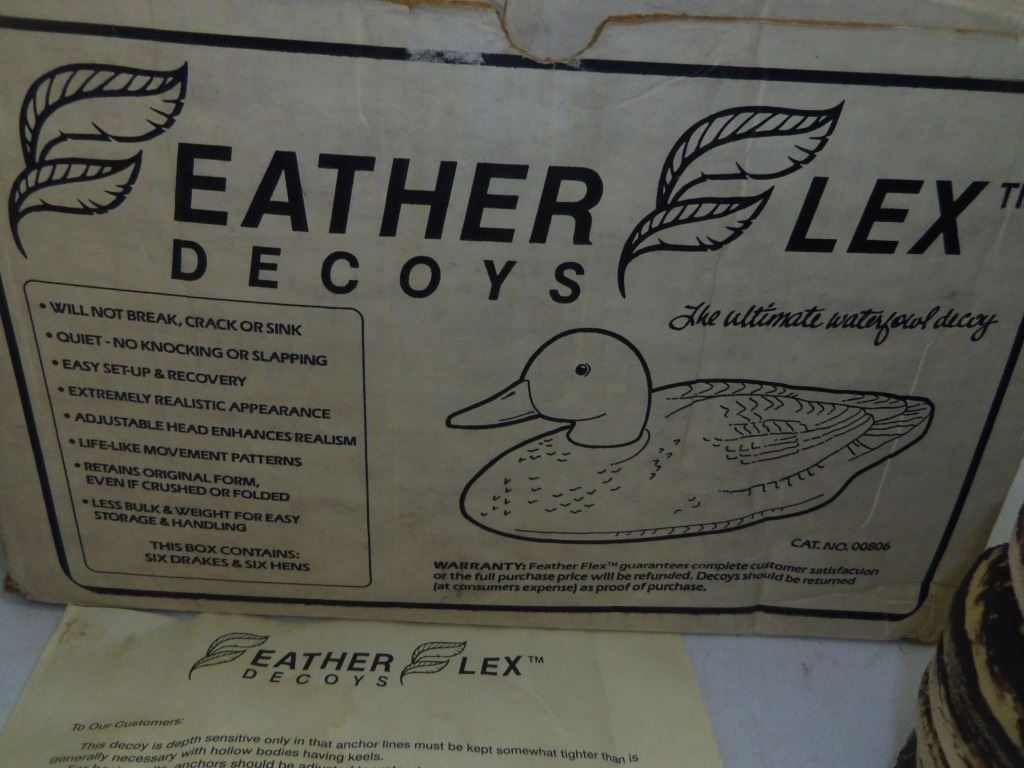 FEATHER FLEX™
DECOYS
The ultimate waterfowl decoy
• WILL NOT BREAK, CRACK OR SINK
• QUIET - NO KNOCKING OR SLAPPING
• EASY SET-UP & RECOVERY
• EXTREMELY REALISTIC APPEARANCE
• ADJUSTABLE HEAD ENHANCES REALISM
• LIFE-LIKE MOVEMENT PATTERNS
• RETAINS ORIGINAL FORM,
EVEN IF CRUSHED OR FOLDED
• LESS BULK & WEIGHT FOR EASY
STORAGE & HANDLING
THIS BOX CONTAINS:
SIX DRAKES & SIX HENS
CAT. NO. 00806
WARRANTY: Feather Flex™ guarantees complete customer satisfaction
or the full purchase price will be refunded. Decoys should be returned
(at consumers expense) as proof of purchase.
FEATHER FLEX™
DECOYS
To Our Customers:
This decoy is depth sensitive only in that anchor lines must be kept somewhat tighter than is
generally necessary with hollow bodies having keels.
anchors should be